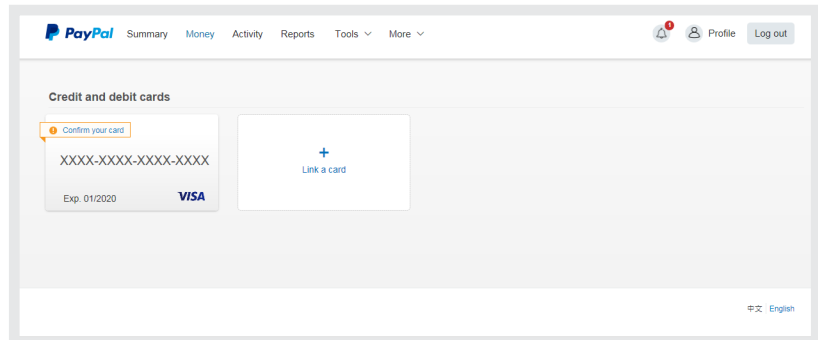 PayPal Summary Money Activity Reports Tools More 1 Profile Log out
Credit and debit cards
Confirm your card
XXXX-XXXX-XXXX-XXXX
Exp. 01/2020 VISA
+
Link a card
中文 English